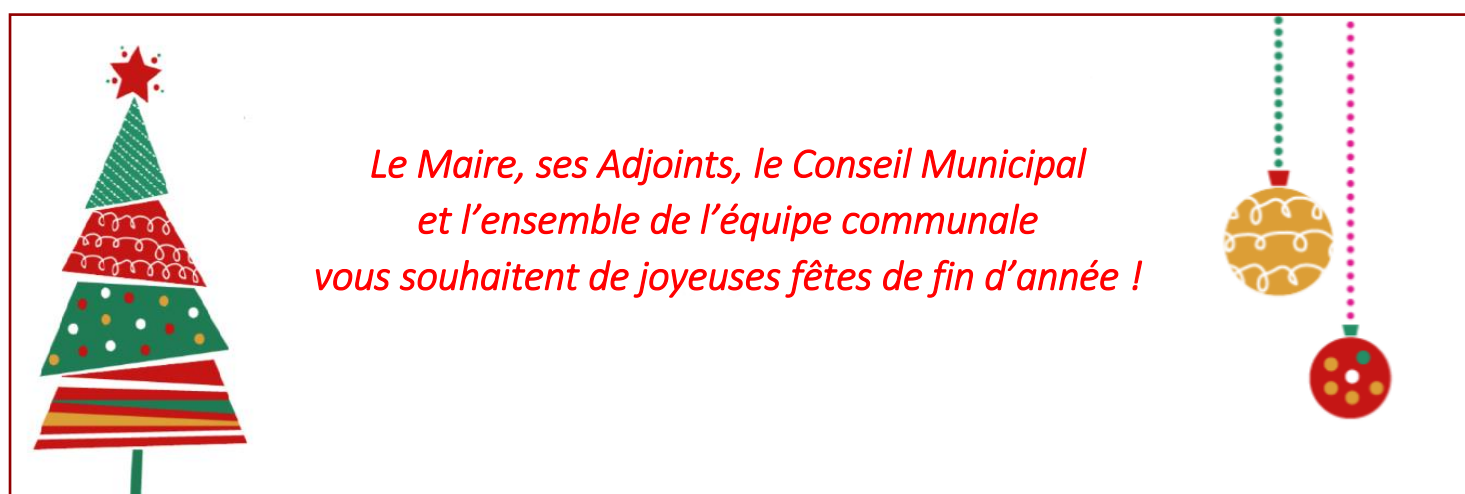 Le Maire, ses Adjoints, le Conseil Municipal
et l’ensemble de l’équipe communale
vous souhaitent de joyeuses fêtes de fin d’année !